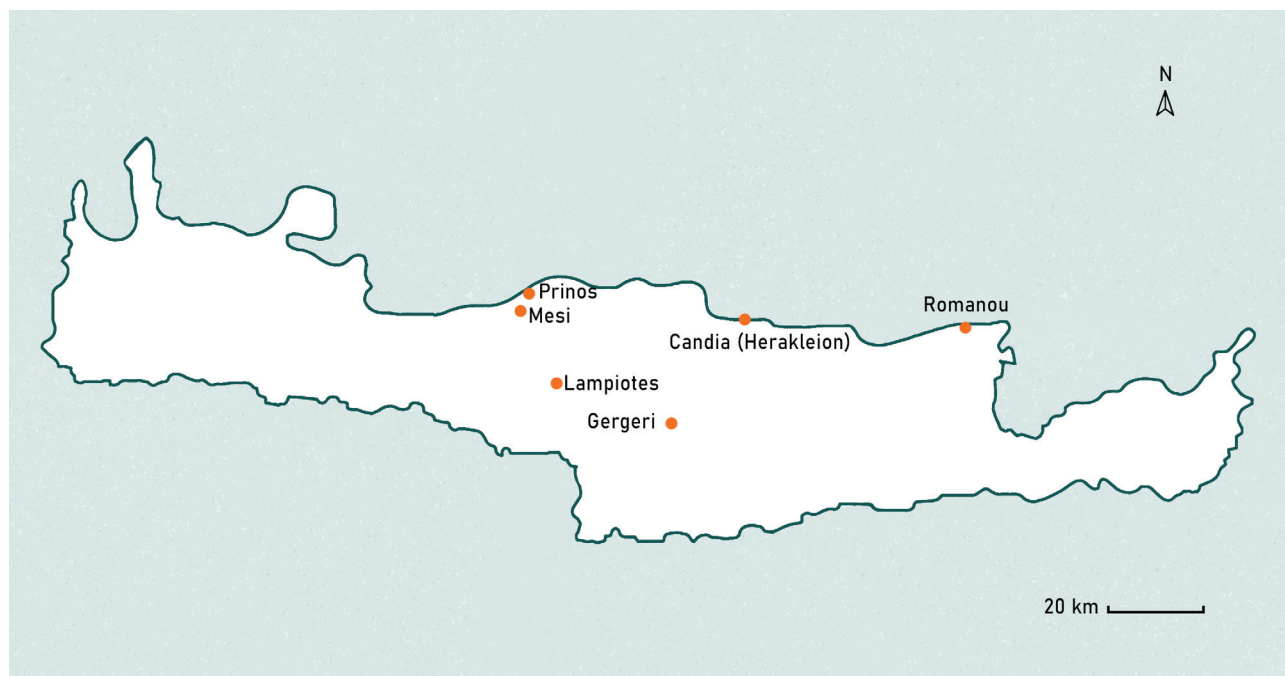 N
Prinos
Romanou
Mesi
Candia (Herakleion)
Lampiotes
Gergeri
20 km